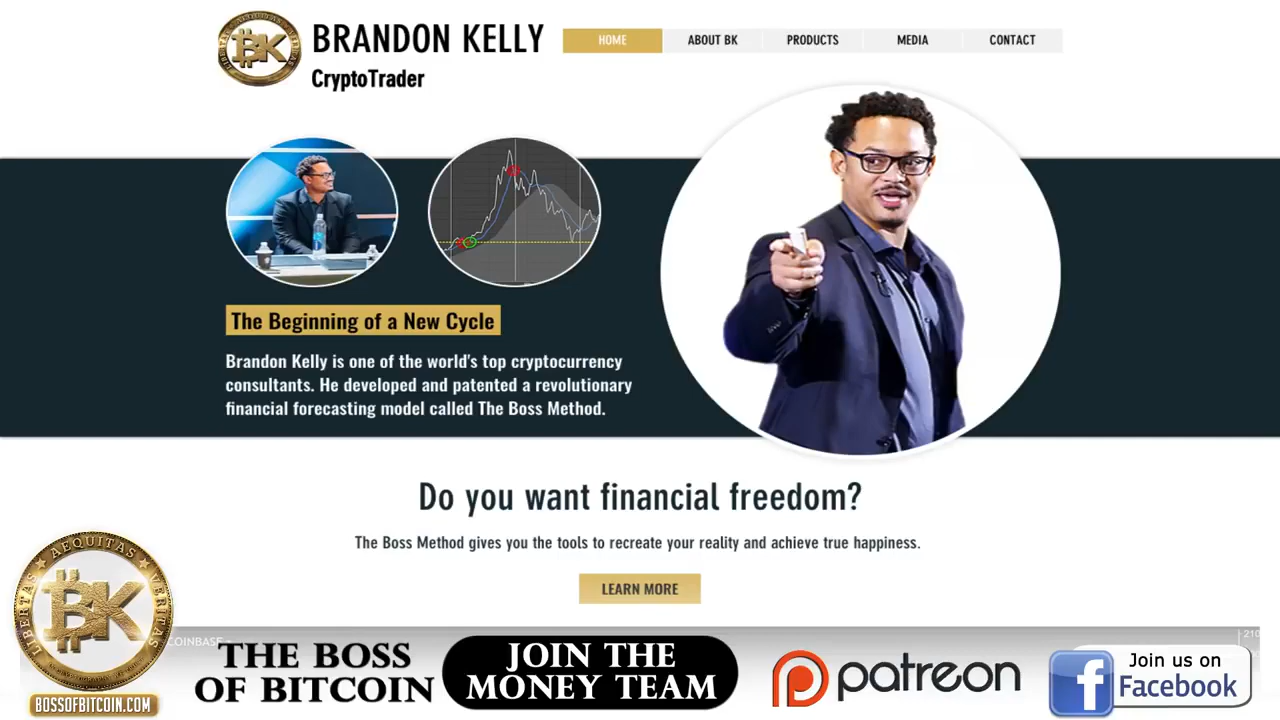 BRANDON KELLY
CryptoTrader
HOME
ABOUT BK
PRODUCTS
MEDIA
CONTACT
BK
The Beginning of a New Cycle
Brandon Kelly is one of the world's top cryptocurrency
consultants. He developed and patented a revolutionary
financial forecasting model called The Boss Method.
Do you want financial freedom?
The Boss Method gives you the tools to recreate your reality and achieve true happiness.
LEARN MORE
LIBERTAS ★ AEQUITAS ★ VERITAS
BK
BOSSOFBITCOIN.COM
COINBASE
THE BOSS
OF BITCOIN
JOIN THE
MONEY TEAM
patreon
Join us on
Facebook
210